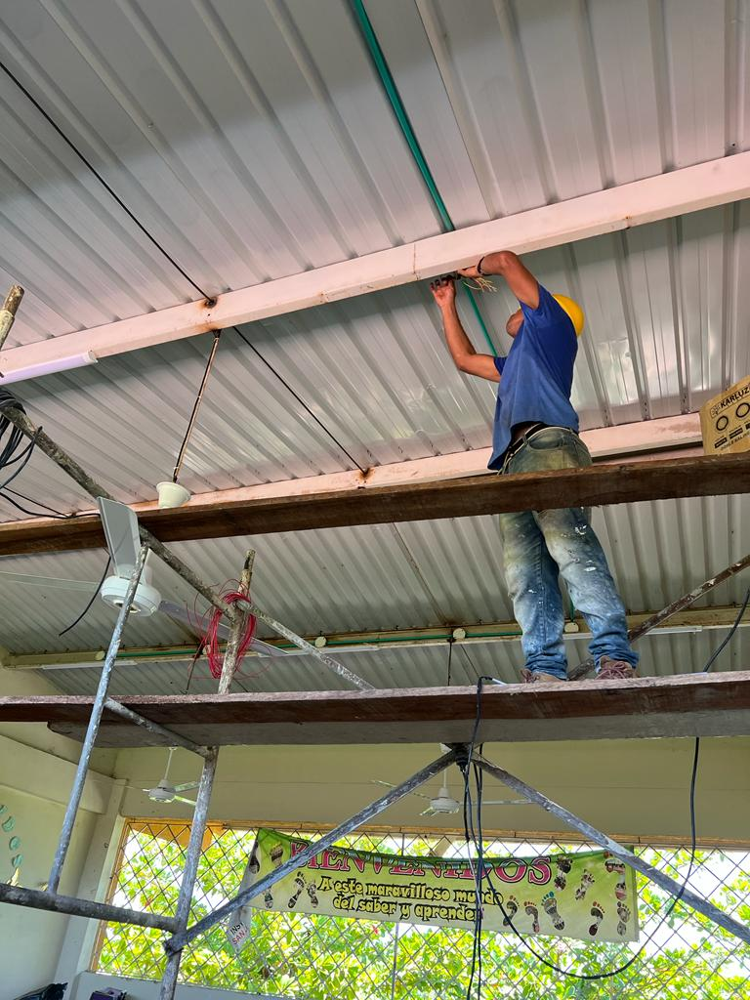 KARLUZ
BIENVENIDOS
A este maravilloso mundo
del saber y aprender